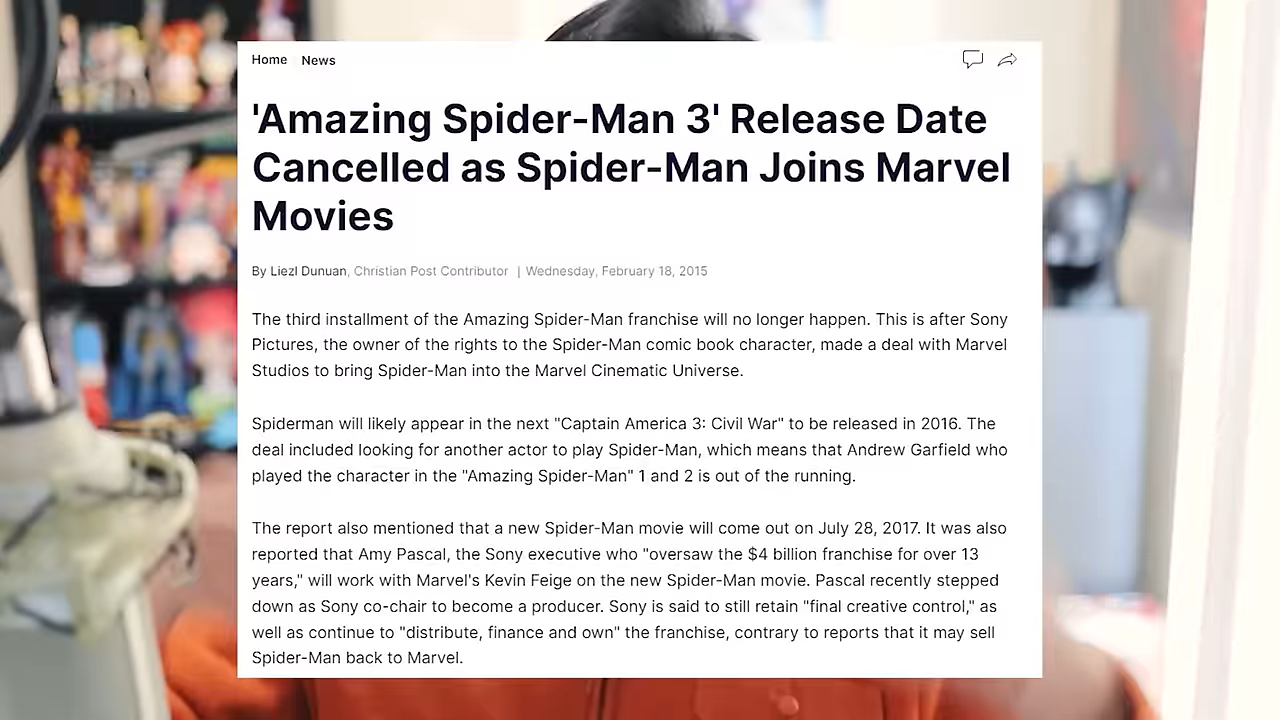 Home News
'Amazing Spider-Man 3' Release Date
Cancelled as Spider-Man Joins Marvel
Movies
By Liezl Dunuan, Christian Post Contributor | Wednesday, February 18, 2015
The third installment of the Amazing Spider-Man franchise will no longer happen. This is after Sony
Pictures, the owner of the rights to the Spider-Man comic book character, made a deal with Marvel
Studios to bring Spider-Man into the Marvel Cinematic Universe.
Spiderman will likely appear in the next "Captain America 3: Civil War" to be released in 2016. The
deal included looking for another actor to play Spider-Man, which means that Andrew Garfield who
played the character in the "Amazing Spider-Man" 1 and 2 is out of the running.
The report also mentioned that a new Spider-Man movie will come out on July 28, 2017. It was also
reported that Amy Pascal, the Sony executive who "oversaw the $4 billion franchise for over 13
years," will work with Marvel's Kevin Feige on the new Spider-Man movie. Pascal recently stepped
down as Sony co-chair to become a producer. Sony is said to still retain "final creative control," as
well as continue to "distribute, finance and own" the franchise, contrary to reports that it may sell
Spider-Man back to Marvel.